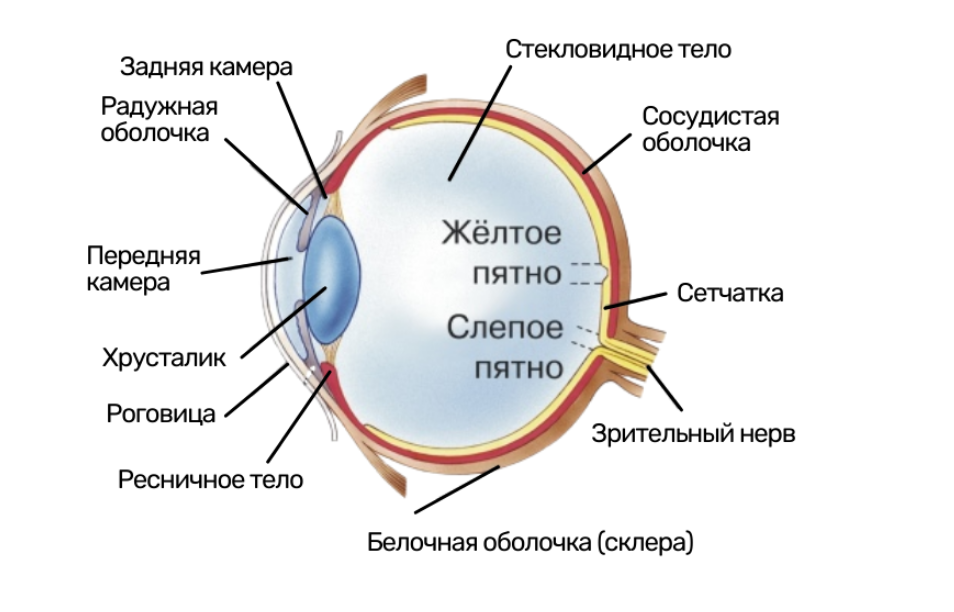 Стекловидное тело
Задняя камера
Радужная
оболочка
Сосудистая
оболочка
Жёлтое
пятно
Передняя
камера
Сетчатка
Слепое
пятно
Хрусталик
Роговица
Зрительный нерв
Ресничное тело
Белочная оболочка (склера)